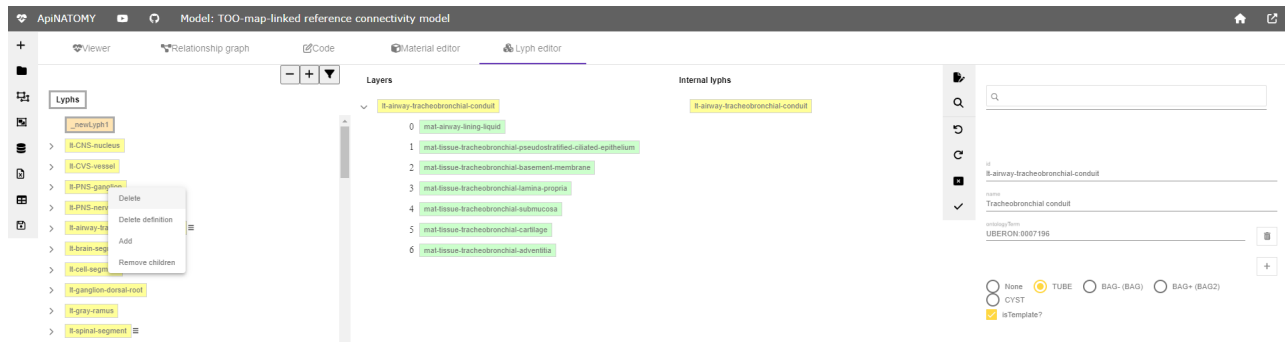 ApiNATOMY Model: TOO-map-linked reference connectivity model
Viewer Relationship graph Code Material editor Lyph editor
Lyphs
_newLyph1
lt-CNS-nucleus
lt-CVS-vessel
lt-PNS-ganglion
lt-PNS-nerv
lt-airway-tra
lt-brain-seg
lt-cell-segm
lt-ganglion-dorsal-root
lt-gray-ramus
lt-spinal-segment
Delete
Delete definition
Add
Remove children
Layers
lt-airway-tracheobronchial-conduit
0 mat-airway-lining-liquid
1 mat-tissue-tracheobronchial-pseudostratified-ciliated-epithelium
2 mat-tissue-tracheobronchial-basement-membrane
3 mat-tissue-tracheobronchial-lamina-propria
4 mat-tissue-tracheobronchial-submucosa
5 mat-tissue-tracheobronchial-cartilage
6 mat-tissue-tracheobronchial-adventitia
Internal lyphs
lt-airway-tracheobronchial-conduit
id
lt-airway-tracheobronchial-conduit
name
Tracheobronchial conduit
ontologyTerm
UBERON:0007196
None TUBE BAG- (BAG) BAG+ (BAG2)
CYST
isTemplate?